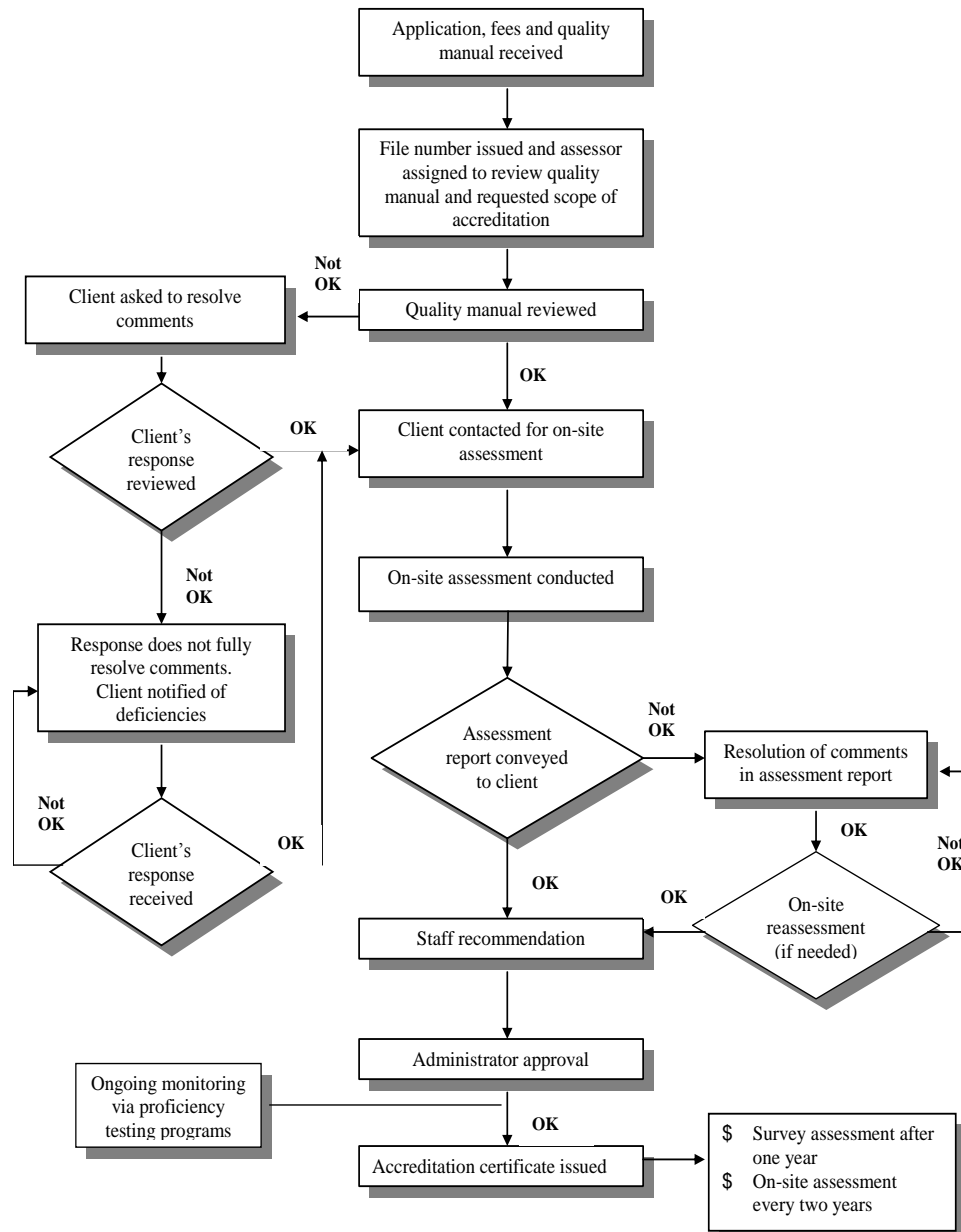 Application, fees and quality
manual received
File number issued and assessor
assigned to review quality
manual and requested scope of
accreditation
Not
OK
Client asked to resolve
comments
Quality manual reviewed
OK
Client's
response
reviewed
OK
Client contacted for on-site
assessment
Not
OK
On-site assessment conducted
Response does not fully
resolve comments.
Client notified of
deficiencies
Assessment
report conveyed
to client
Not
OK
Resolution of comments
in assessment report
Not
OK
Client's
response
received
OK
OK
OK
Not
OK
On-site
reassessment
(if needed)
OK
Staff recommendation
Administrator approval
Ongoing monitoring
via proficiency
testing programs
OK
Accreditation certificate issued
$ Survey assessment after
one year
$ On-site assessment
every two years